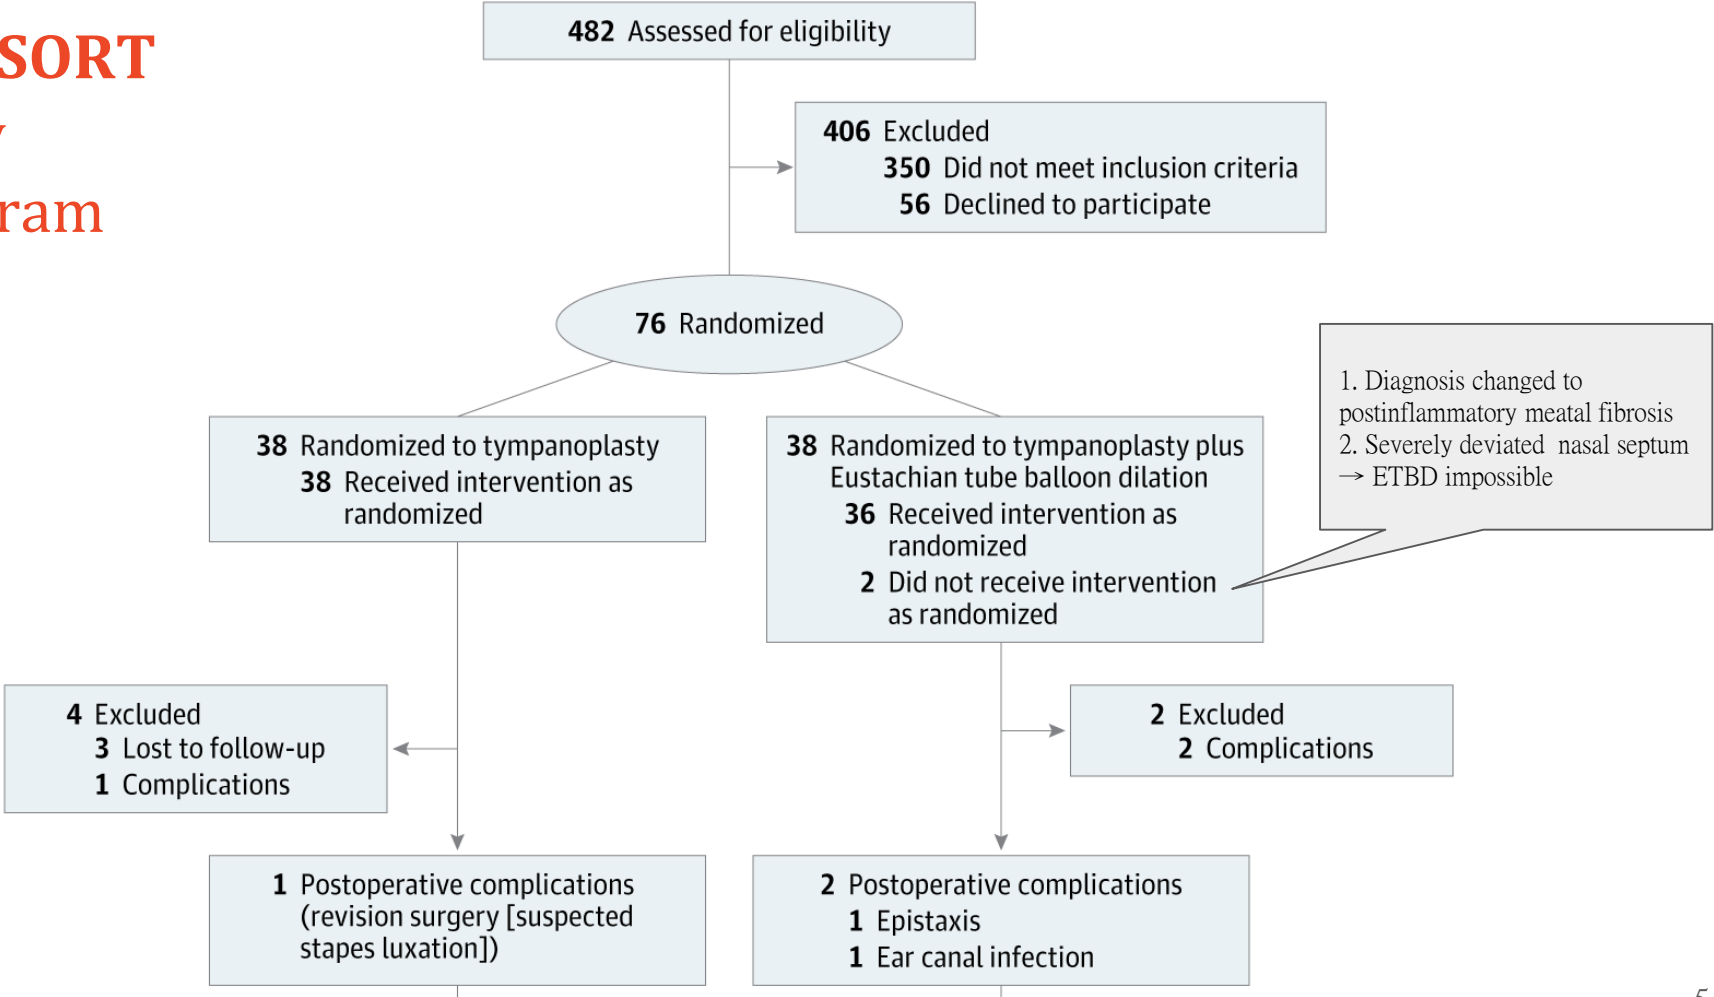 SORT
ram
482 Assessed for eligibility
406 Excluded
350 Did not meet inclusion criteria
56 Declined to participate
76 Randomized
1. Diagnosis changed to
postinflammatory meatal fibrosis
2. Severely deviated nasal septum
→ ETBD impossible
38 Randomized to tympanoplasty
38 Received intervention as
randomized
38 Randomized to tympanoplasty plus
Eustachian tube balloon dilation
36 Received intervention as
randomized
2 Did not receive intervention
as randomized
4 Excluded
3 Lost to follow-up
1 Complications
2 Excluded
2 Complications
1 Postoperative complications
(revision surgery [suspected
stapes luxation])
2 Postoperative complications
1 Epistaxis
1 Ear canal infection